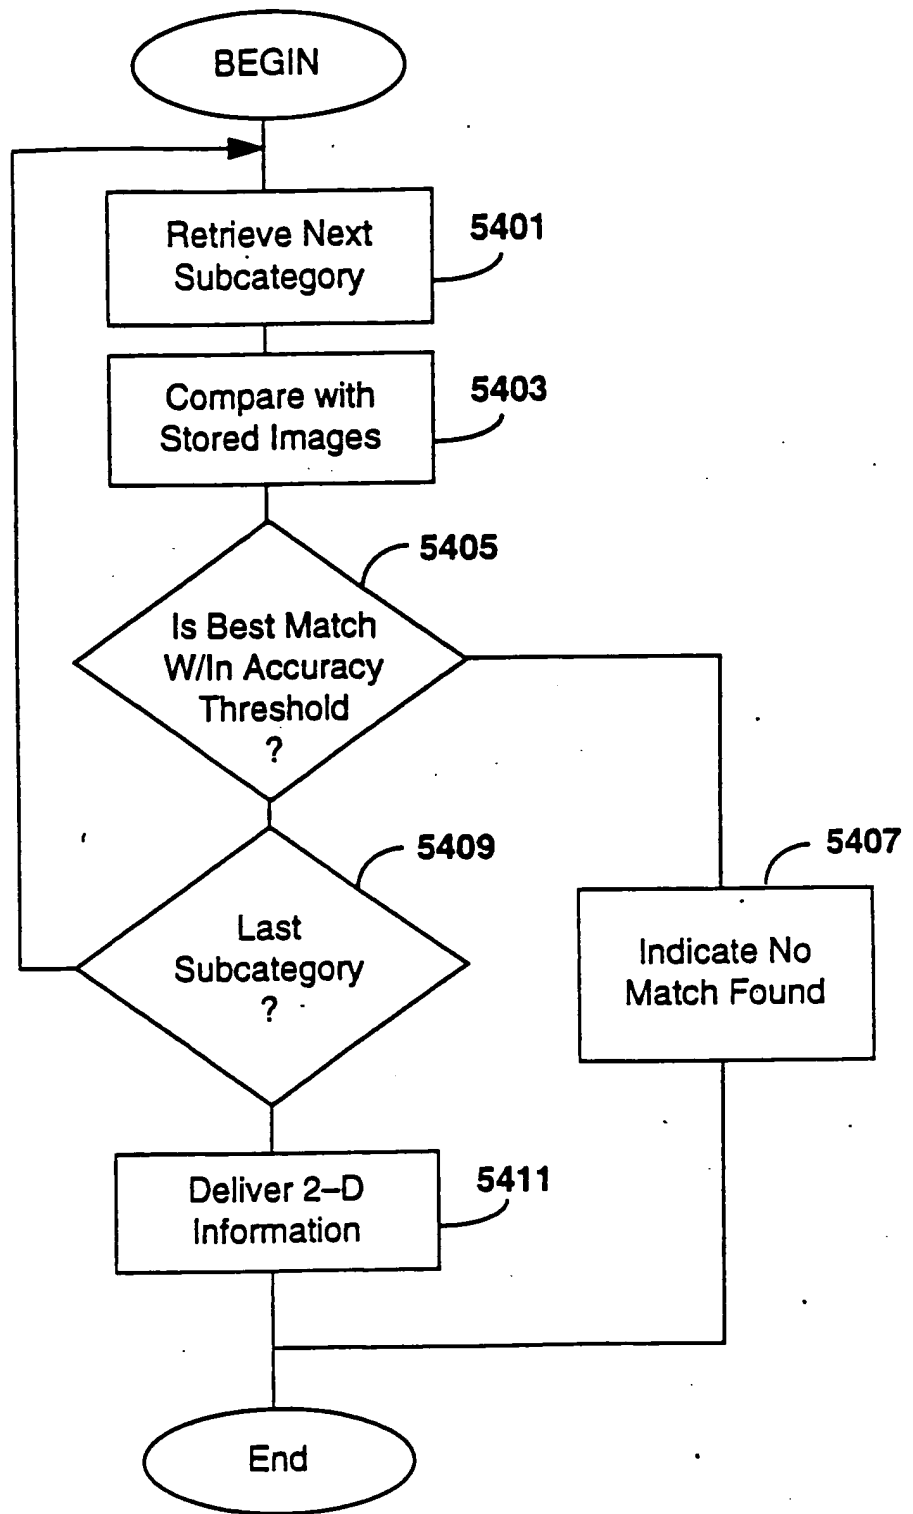 BEGIN
Retrieve Next
Subcategory
5401
Compare with
Stored Images
5403
5405
Is Best Match
W/In Accuracy
Threshold
?
5409
Last
Subcategory
?
5407
Indicate No
Match Found
Deliver 2–D
Information
5411
End